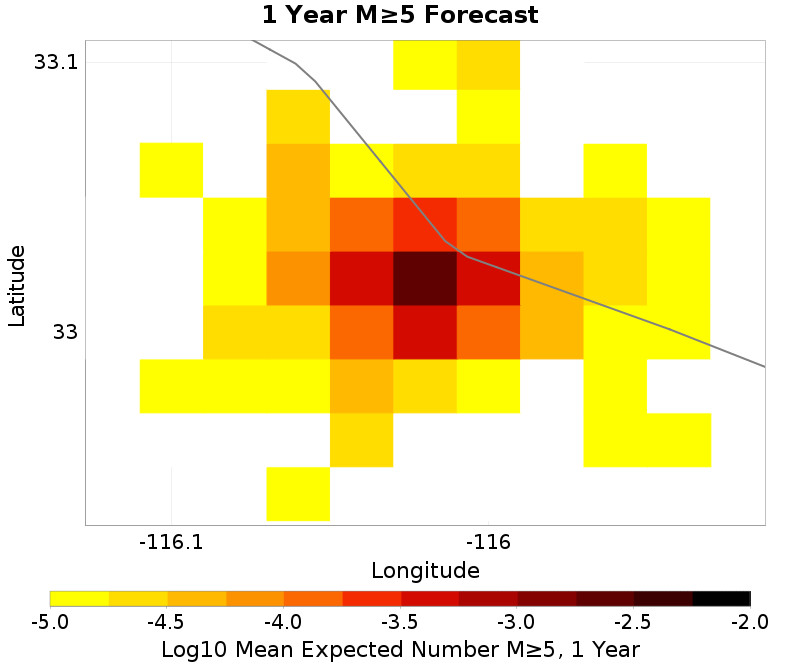 1 Year M≥5 Forecast
33.1
33
Latitude
-116.1 -116
Longitude
-5.0 -4.5 -4.0 -3.5 -3.0 -2.5 -2.0
Log10 Mean Expected Number M≥5, 1 Year